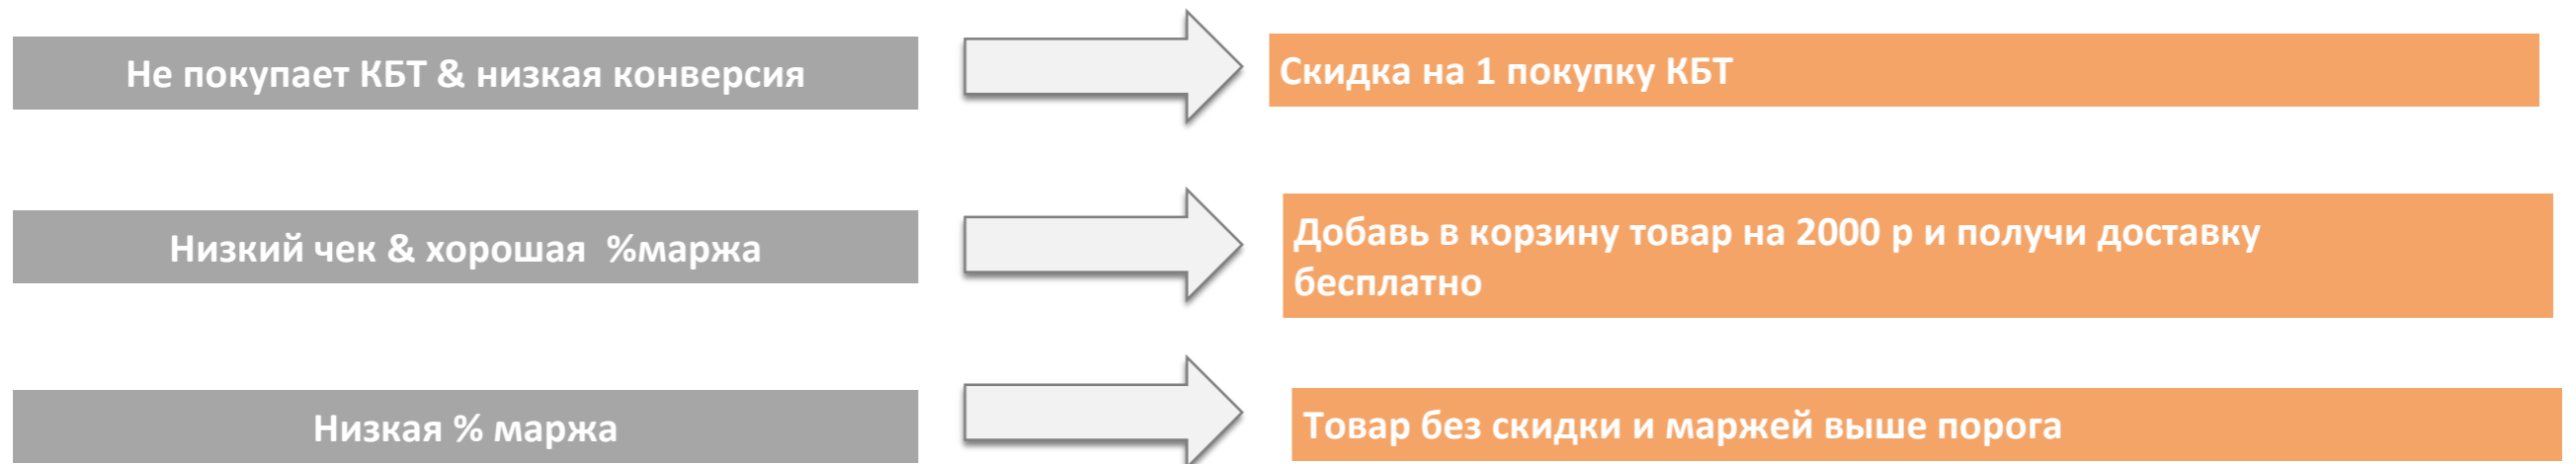 Не покупает КБТ & низкая конверсия
Скидка на 1 покупку КБТ
Низкий чек & хорошая %маржа
Добавь в корзину товар на 2000 р и получи доставку
бесплатно
Низкая % маржа
Товар без скидки и маржей выше порога